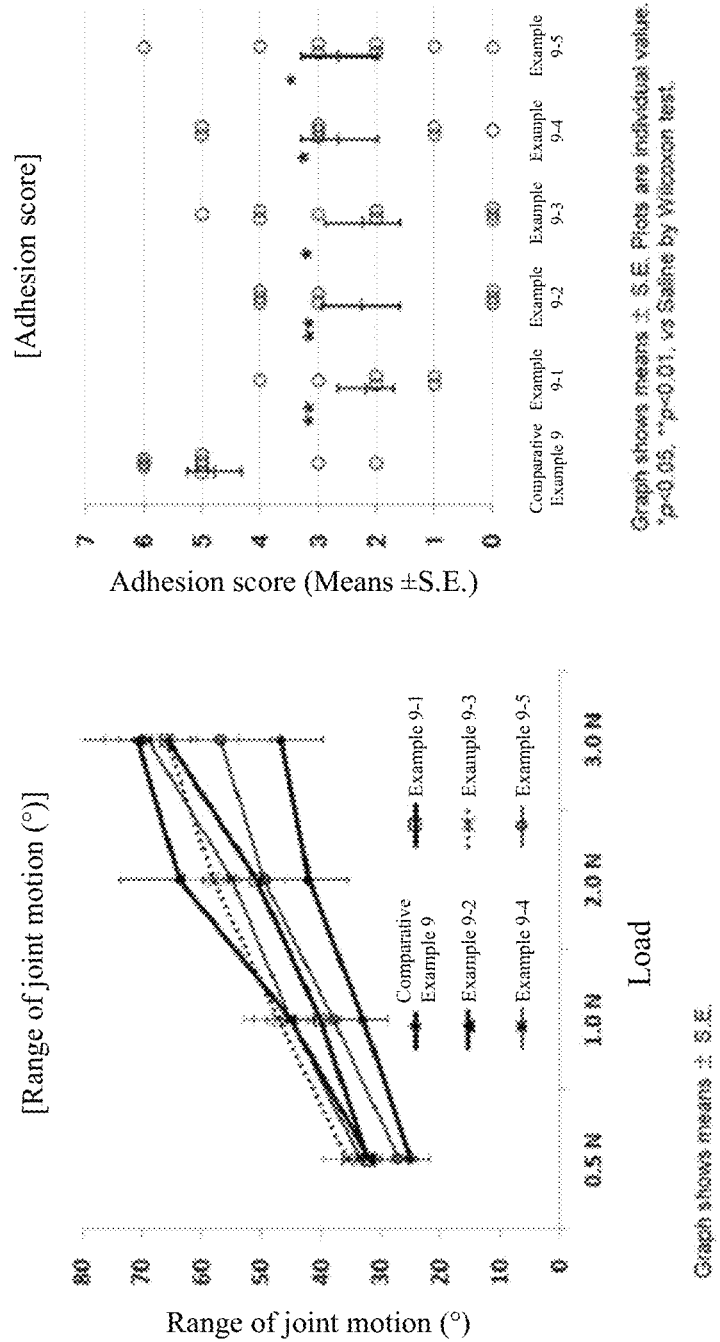 [Range of joint motion (°)]
Range of joint motion (°)
80
70
60
50
40
30
20
10
0
0.5 N
1.0 N
2.0 N
3.0 N
Load
Comparative
Example 9
Example 9-1
Example 9-2
Example 9-3
Example 9-4
Example 9-5
Graph shows means ± S.E.
[Adhesion score]
Adhesion score (Means ±S.E.)
7
6
5
4
3
2
1
0
**
**
*
*
*
Comparative
Example 9
Example
9-1
Example
9-2
Example
9-3
Example
9-4
Example
9-5
Graph shows means ± S.E. Plots are individual value.
*p<0.05, **p<0.01, vs Saline by Wilcoxon test.